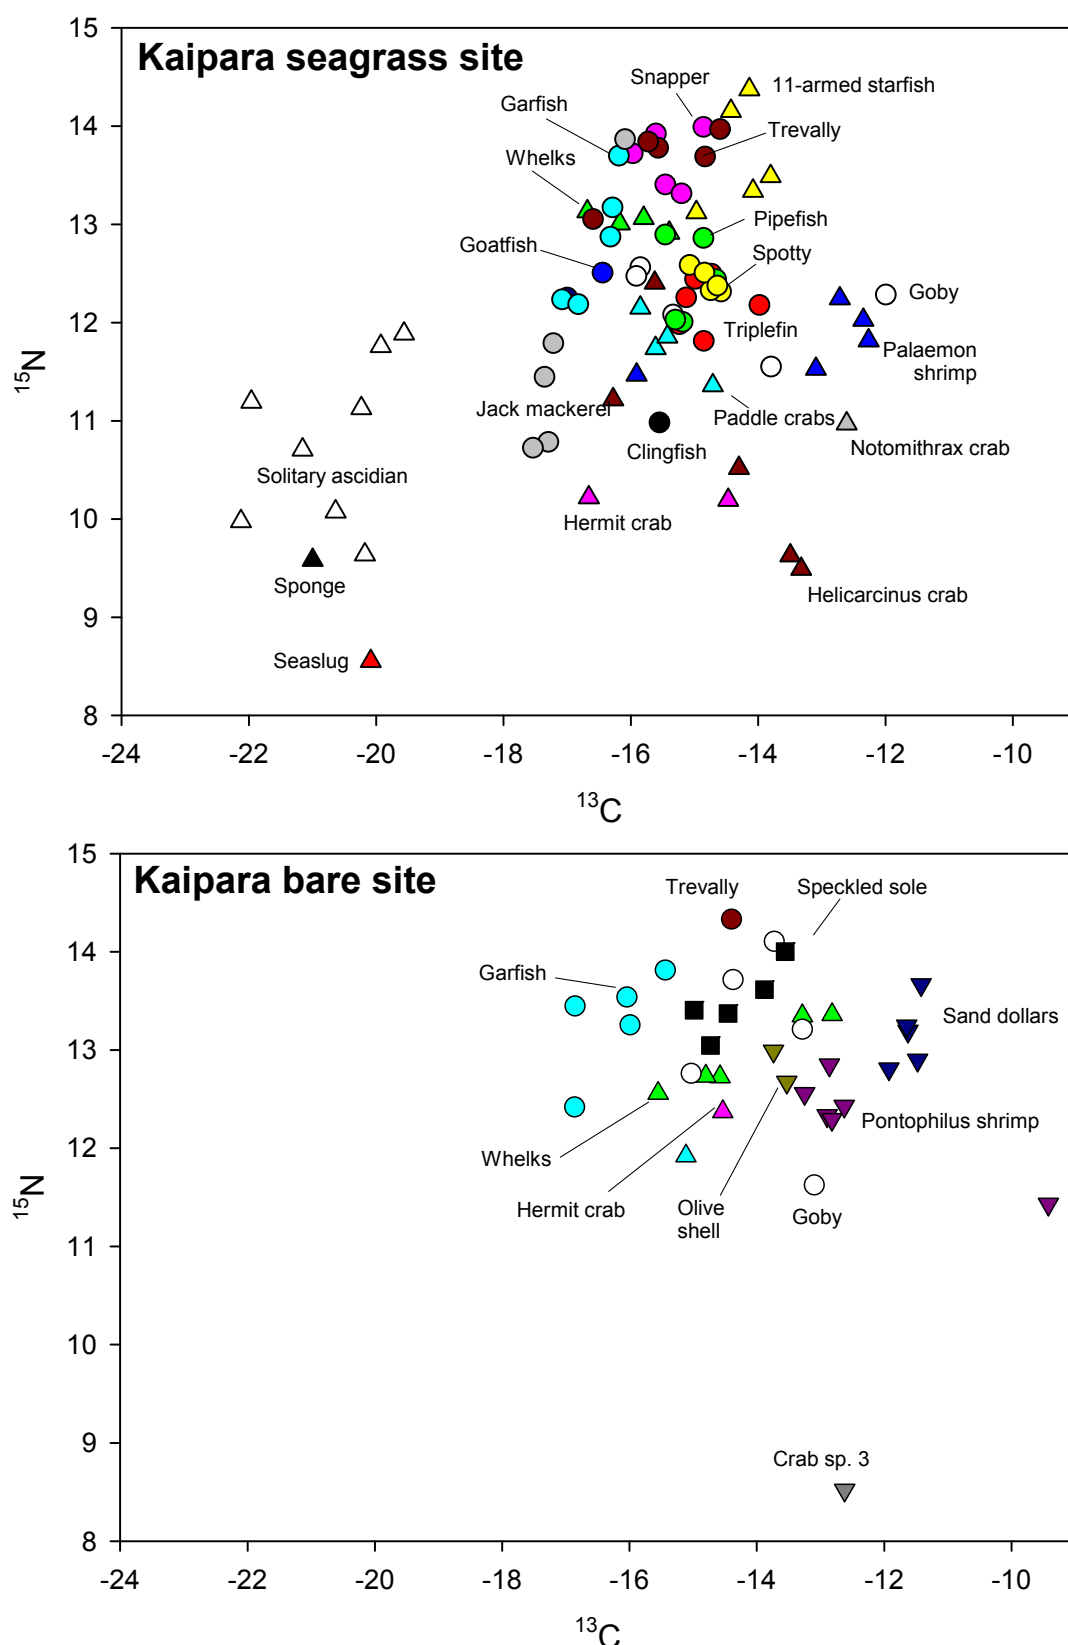 Kaipara seagrass site
15
14
13
12
11
10
9
8
15N
Snapper
11-armed starfish
Garfish
Trevally
Whelks
Pipefish
Goatfish
Spotty
Goby
Triplefin
Palaemon
shrimp
Jack mackerel
Paddle crabs
Clingfish
Notomithrax crab
Solitary ascidian
Hermit crab
Sponge
Helicarcinus crab
Seaslug
-24 -22 -20 -18 -16 -14 -12 -10
13C
Kaipara bare site
15
14
13
12
11
10
9
8
15N
Trevally
Speckled sole
Garfish
Sand dollars
Pontophilus shrimp
Whelks
Hermit crab
Olive
shell
Goby
Crab sp. 3
-24 -22 -20 -18 -16 -14 -12 -10
13C